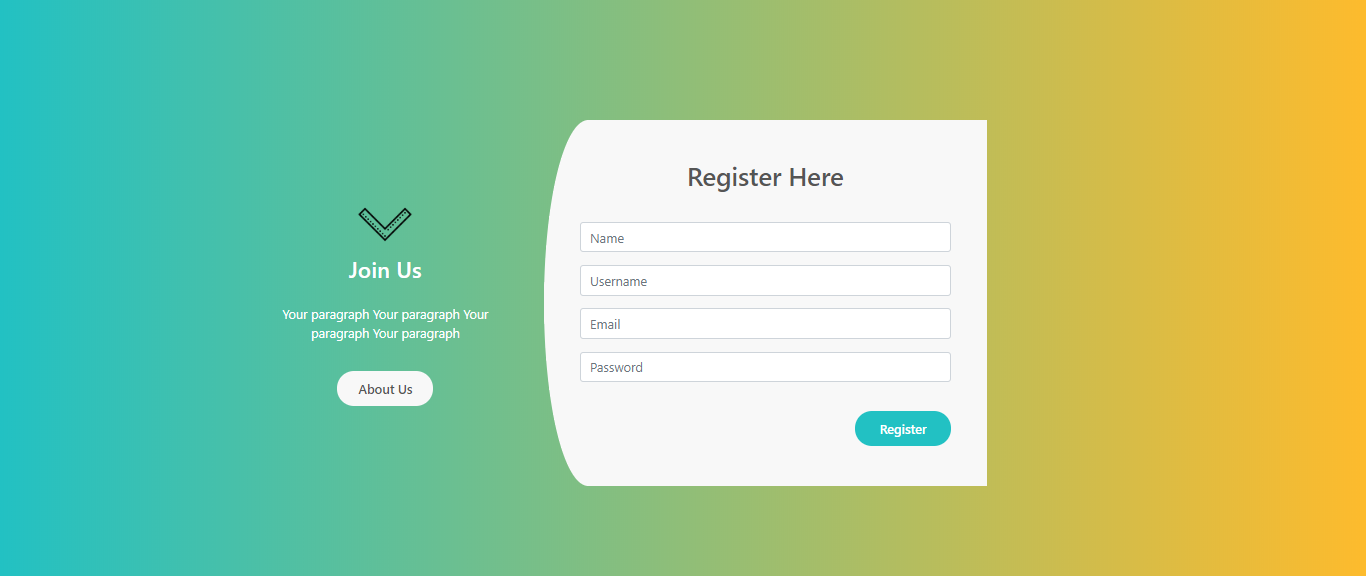 Join Us
Your paragraph Your paragraph Your
paragraph Your paragraph
About Us
Register Here
Name
Username
Email
Password
Register